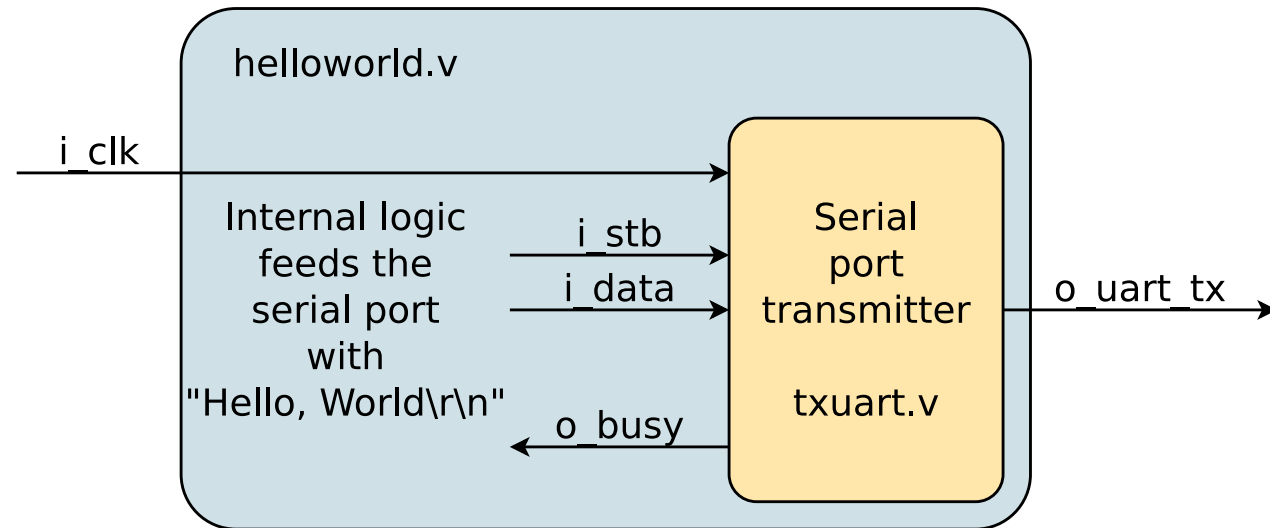 helloworld.v
i_clk
Internal logic
feeds the
serial port
with
"Hello, World\r\n"
i_stb
i_data
o_busy
Serial
port
transmitter
txuart.v
o_uart_tx